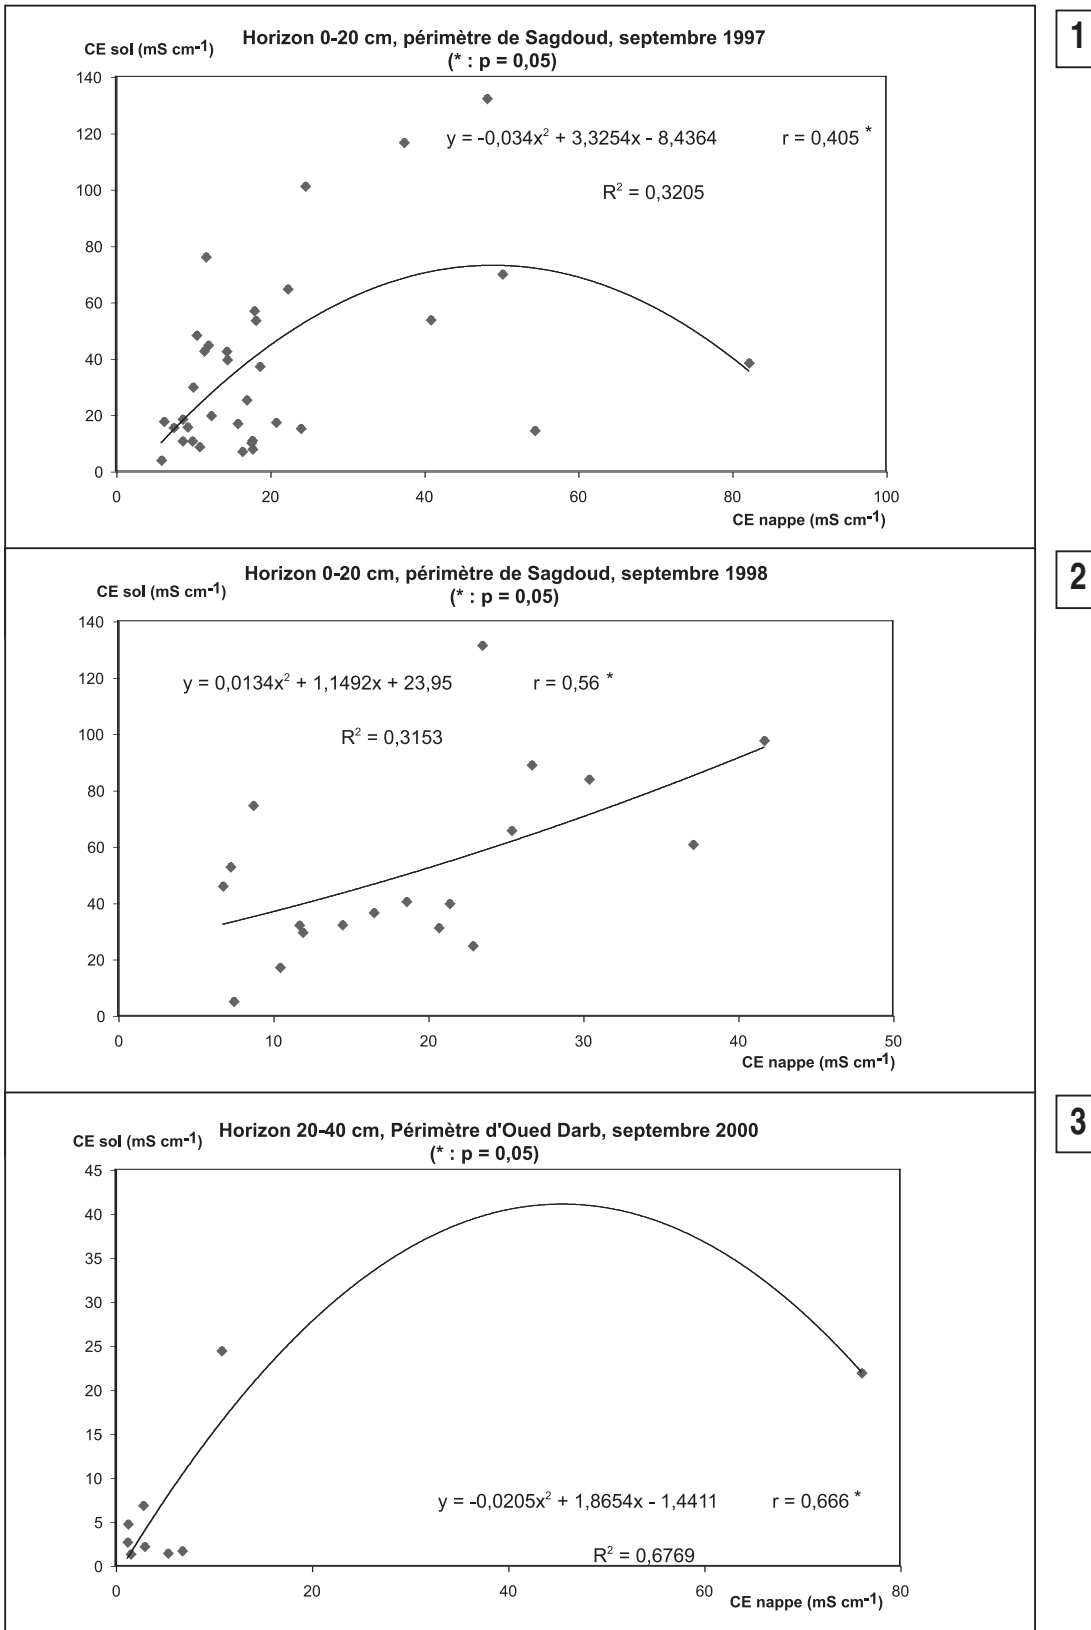 1
CE sol (mS cm-1)
Horizon 0-20 cm, périmètre de Sagdoud, septembre 1997
(* : p = 0,05)
140
120
100
80
60
40
20
0
y = -0,034x² + 3,3254x - 8,4364 r = 0,405 *
R² = 0,3205
0 20 40 60 80 100
CE nappe (mS cm-1)
2
CE sol (mS cm-1)
Horizon 0-20 cm, périmètre de Sagdoud, septembre 1998
(* : p = 0,05)
140
120
100
80
60
40
20
0
y = 0,0134x² + 1,1492x + 23,95 r = 0,56 *
R² = 0,3153
0 10 20 30 40 50
CE nappe (mS cm-1)
3
CE sol (mS cm-1)
Horizon 20-40 cm, Périmètre d'Oued Darb, septembre 2000
(* : p = 0,05)
45
40
35
30
25
20
15
10
5
0
y = -0,0205x² + 1,8654x - 1,4411 r = 0,666 *
R² = 0,6769
0 20 40 60 80
CE nappe (mS cm-1)